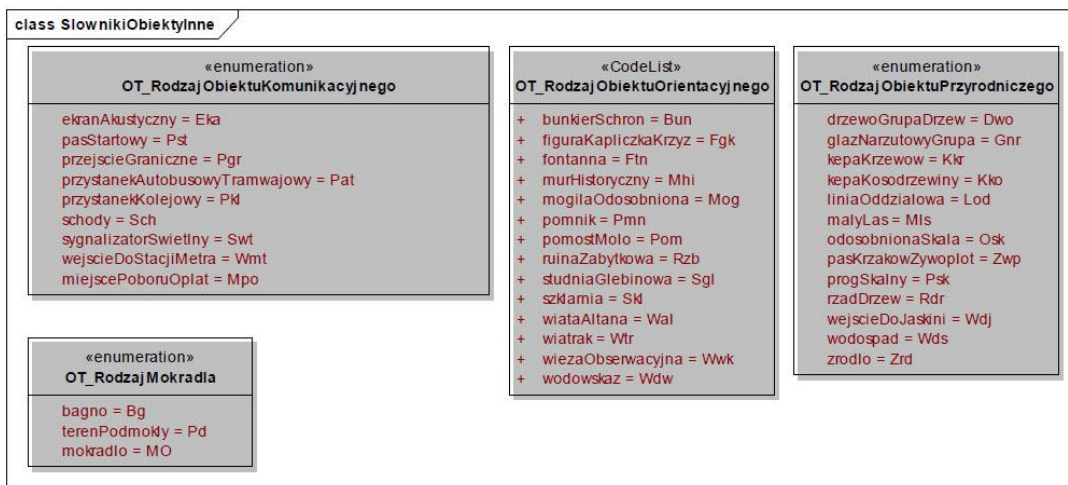 class SlownikiObiektyInne
«enumeration»
OT_RodzajObiektuKomunikacyjnego
ekranAkustyczny = Eka
pasStartowy = Pst
przejscieGraniczne = Pgr
przystanekAutobusowyTramwajowy = Pat
przystanekKolejowy = Pkl
schody = Sch
sygnalizatorSwietlny = Swt
wejscieDoStacjiMetra = Wmt
miejscePoboruOplat = Mpo
«CodeList»
OT_RodzajObiektuOrientacyjnego
+ bunkierSchron = Bun
+ figuraKapliczkaKrzyz = Fgk
+ fontanna = Ftn
+ murHistoryczny = Mhi
+ mogilaOdosobniona = Mog
+ pomnik = Pmn
+ pomostMolo = Pom
+ ruinaZabytkowa = Rzb
+ studniaGlebinowa = Sgl
+ szklarnia = Skl
+ wiataAltana = Wal
+ wiatrak = Wtr
+ wiezaObserwacyjna = Wwk
+ wodowskaz = Wdw
«enumeration»
OT_RodzajObiektuPrzyrodniczego
drzewoGrupaDrzew = Dwo
glazNarzutowyGrupa = Gnr
kepaKrzewow = Kkr
kepaKosodrzewiny = Kko
liniaOddzialowa = Lod
malyLas = Mls
odosobnionaSkala = Osk
pasKrzakowZywoplot = Zwp
progSkalny = Psk
rzadDrzew = Rdr
wejscieDoJaskini = Wdj
wodospad = Wds
zrodlo = Zrd
«enumeration»
OT_RodzajMokradla
bagno = Bg
terenPodmokly = Pd
mokradlo = MO